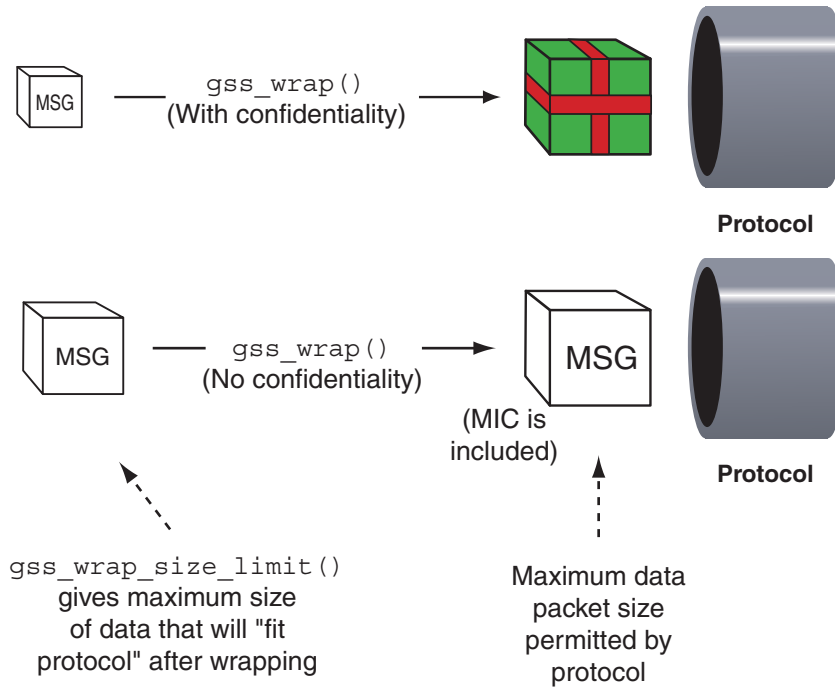 MSG
gss_wrap()
(With confidentiality)
Protocol
MSG
gss_wrap()
(No confidentiality)
MSG
(MIC is
included)
Protocol
gss_wrap_size_limit()
gives maximum size
of data that will "fit
protocol" after wrapping
Maximum data
packet size
permitted by
protocol